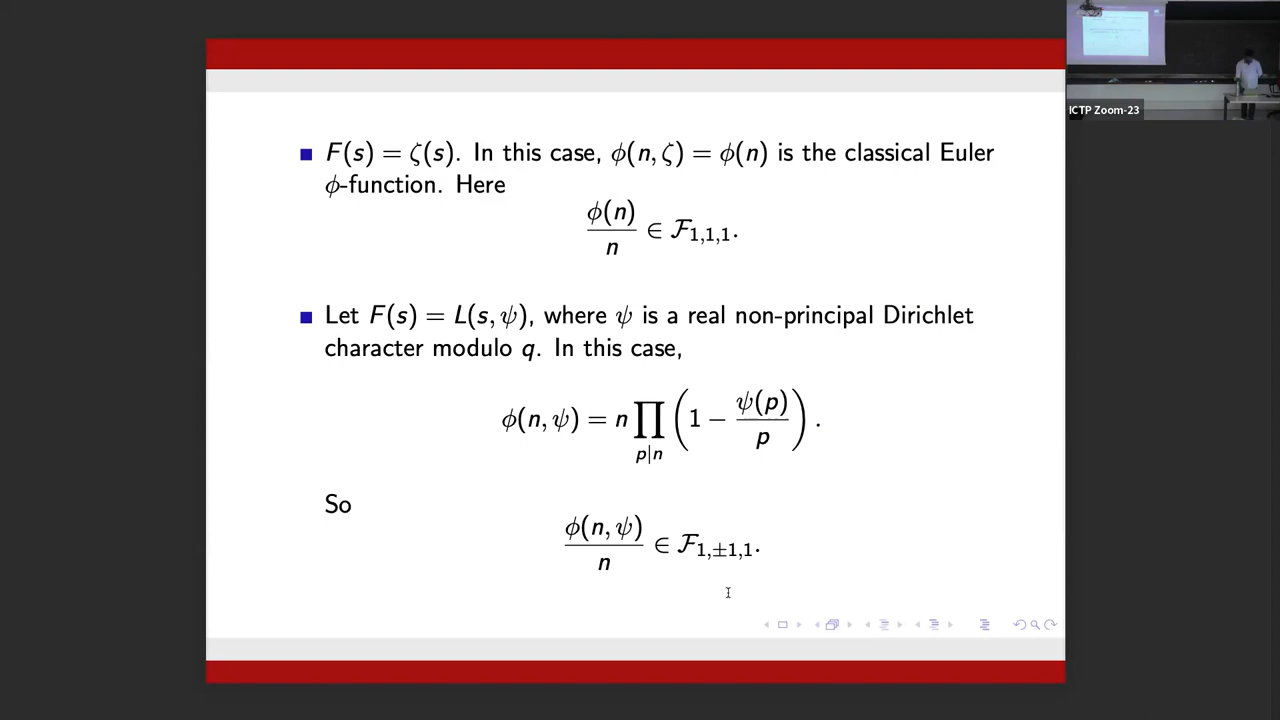 F(s) = ζ(s). In this case, ϕ(n, ζ) = ϕ(n) is the classical Euler
ϕ-function. Here
ϕ(n)/n ∈ ℱ₁,₁,₁.
Let F(s) = L(s, ψ), where ψ is a real non-principal Dirichlet
character modulo q. In this case,
ϕ(n, ψ) = n ∏_{p|n} (1 − ψ(p)/p).
So
ϕ(n, ψ)/n ∈ ℱ₁,±₁,₁.
ICTP Zoom-23